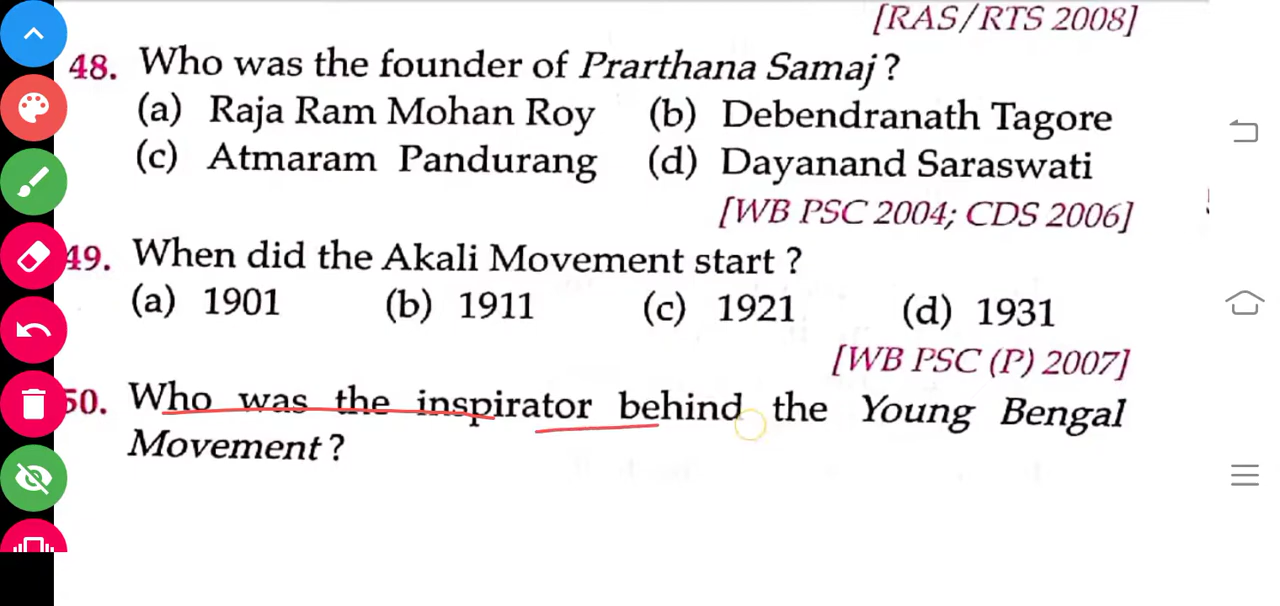 [RAS/RTS 2008]
48. Who was the founder of Prarthana Samaj?
(a) Raja Ram Mohan Roy (b) Debendranath Tagore
(c) Atmaram Pandurang (d) Dayanand Saraswati
[WB PSC 2004; CDS 2006]
49. When did the Akali Movement start?
(a) 1901 (b) 1911 (c) 1921 (d) 1931
[WB PSC (P) 2007]
50. Who was the inspirator behind the Young Bengal
Movement?